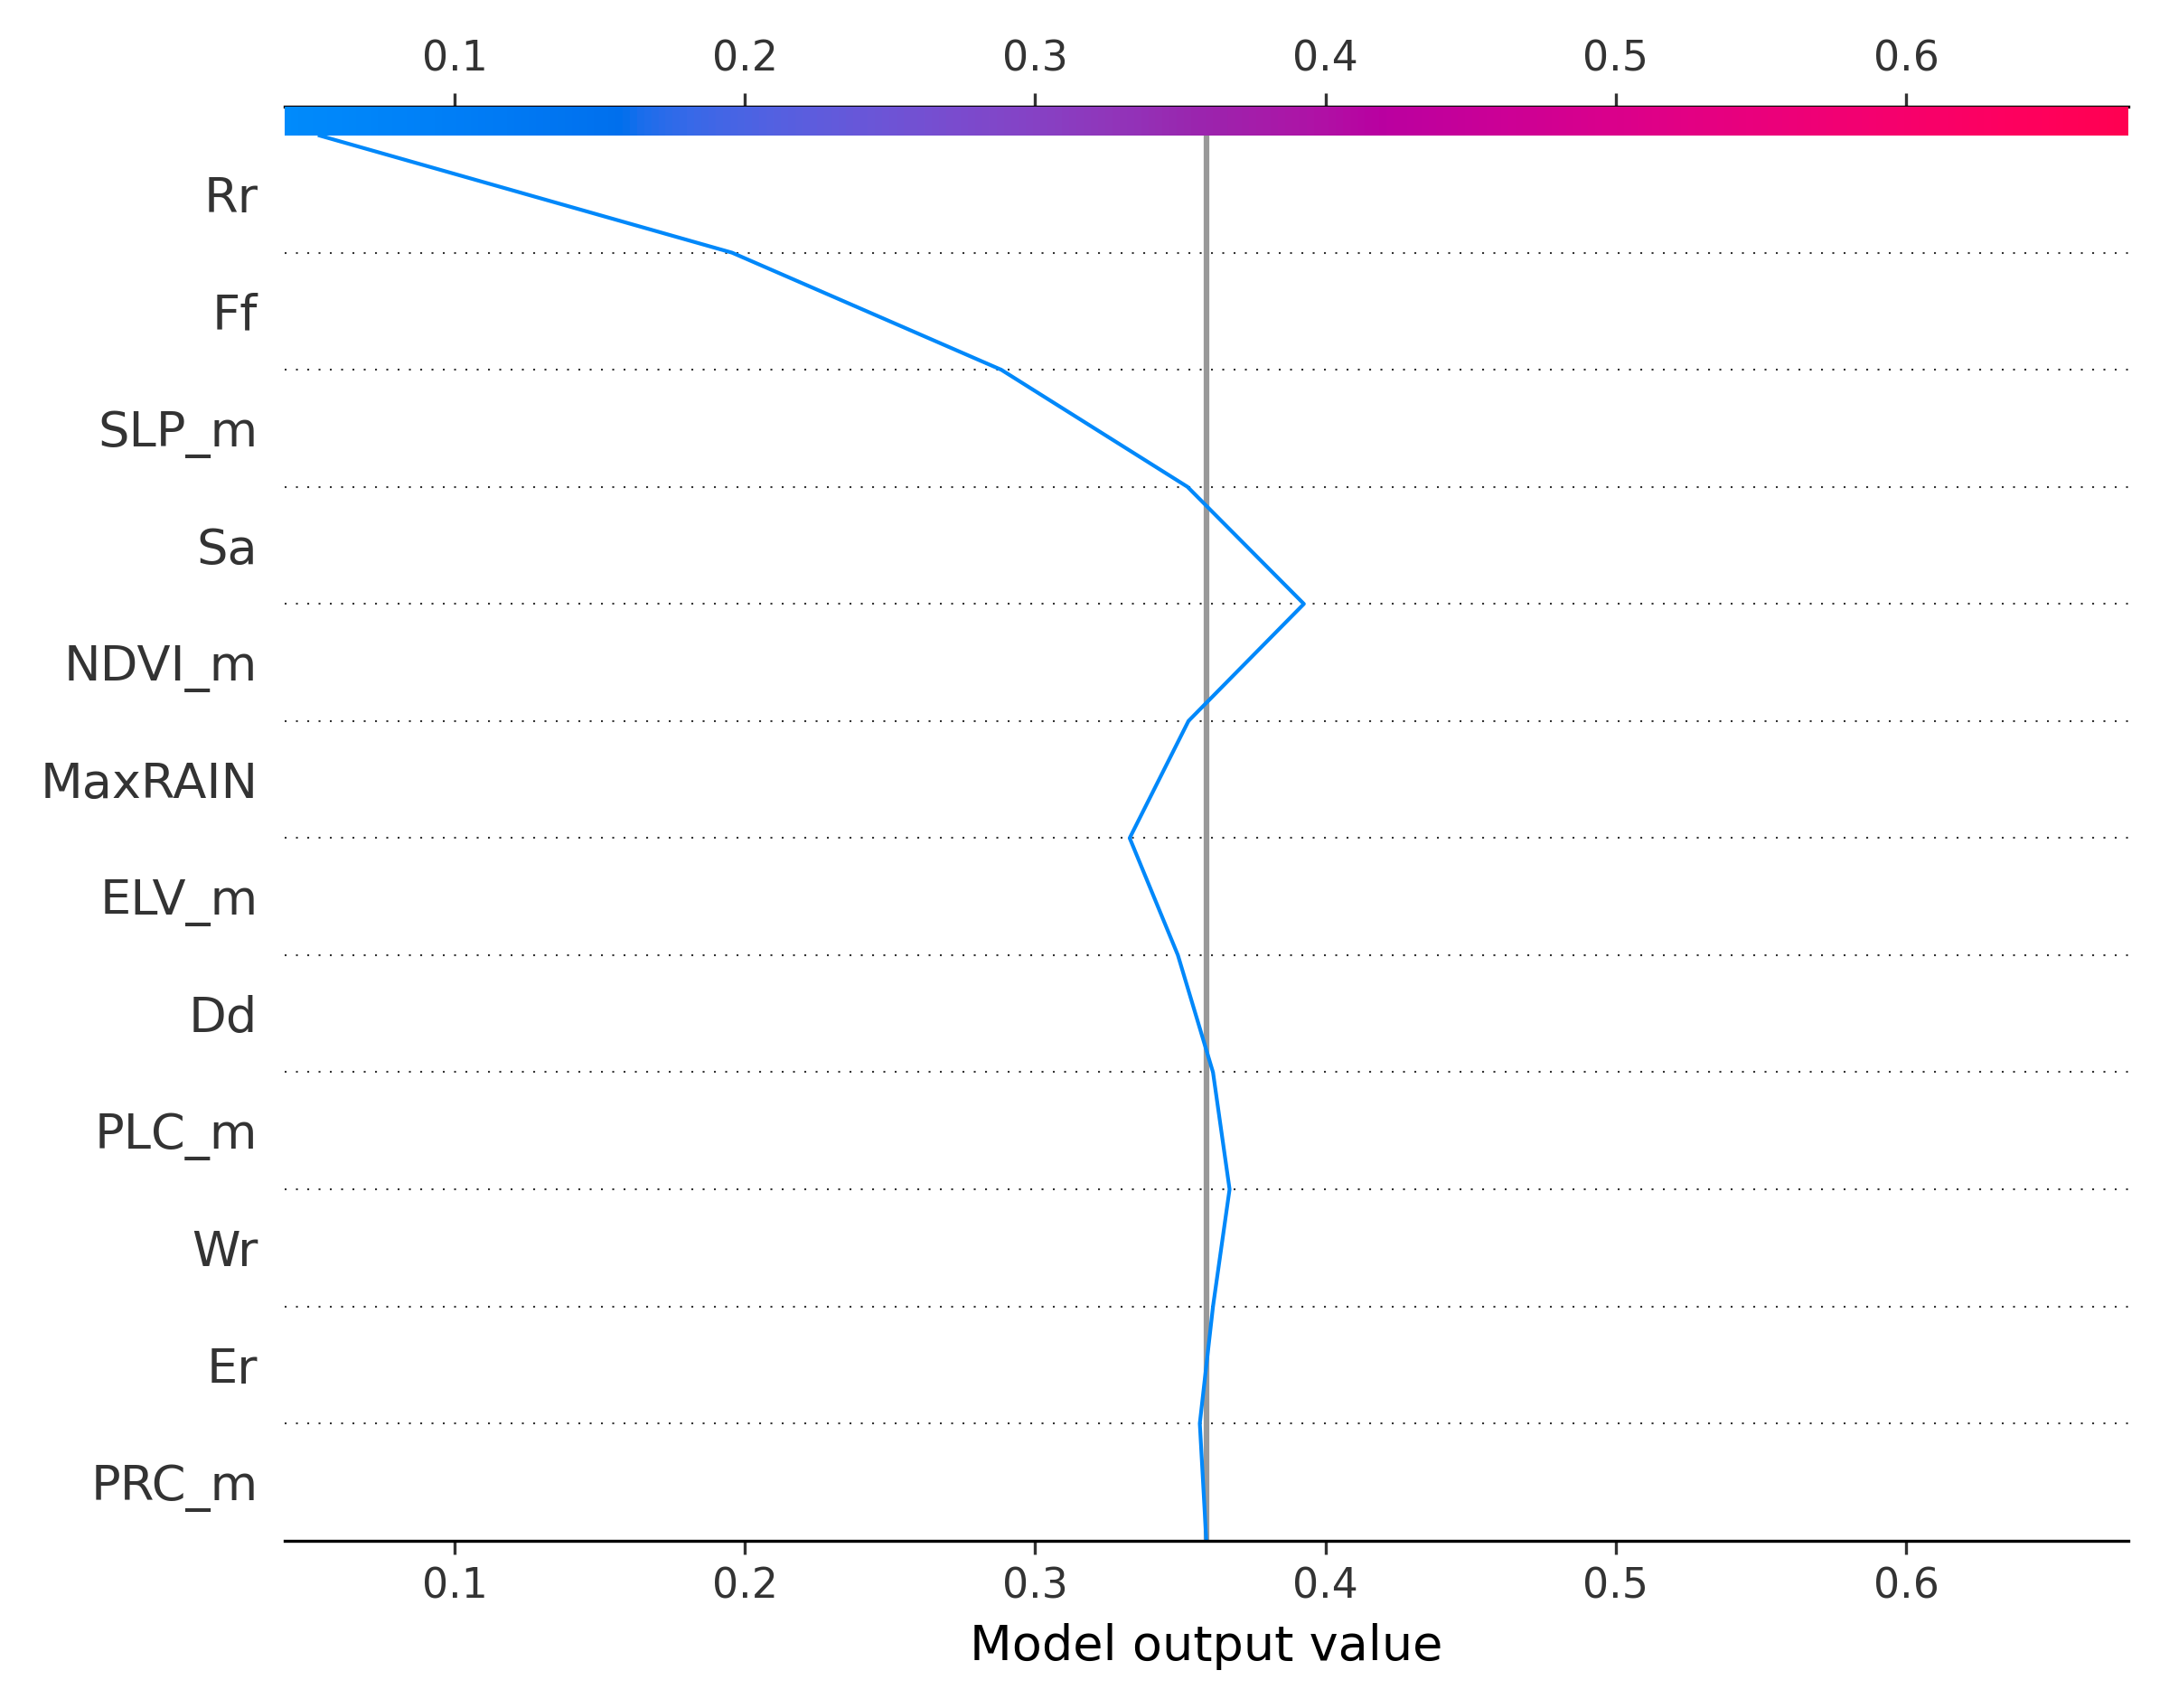 0.1 0.2 0.3 0.4 0.5 0.6
Rr
Ff
SLP_m
Sa
NDVI_m
MaxRAIN
ELV_m
Dd
PLC_m
Wr
Er
PRC_m
0.1 0.2 0.3 0.4 0.5 0.6
Model output value